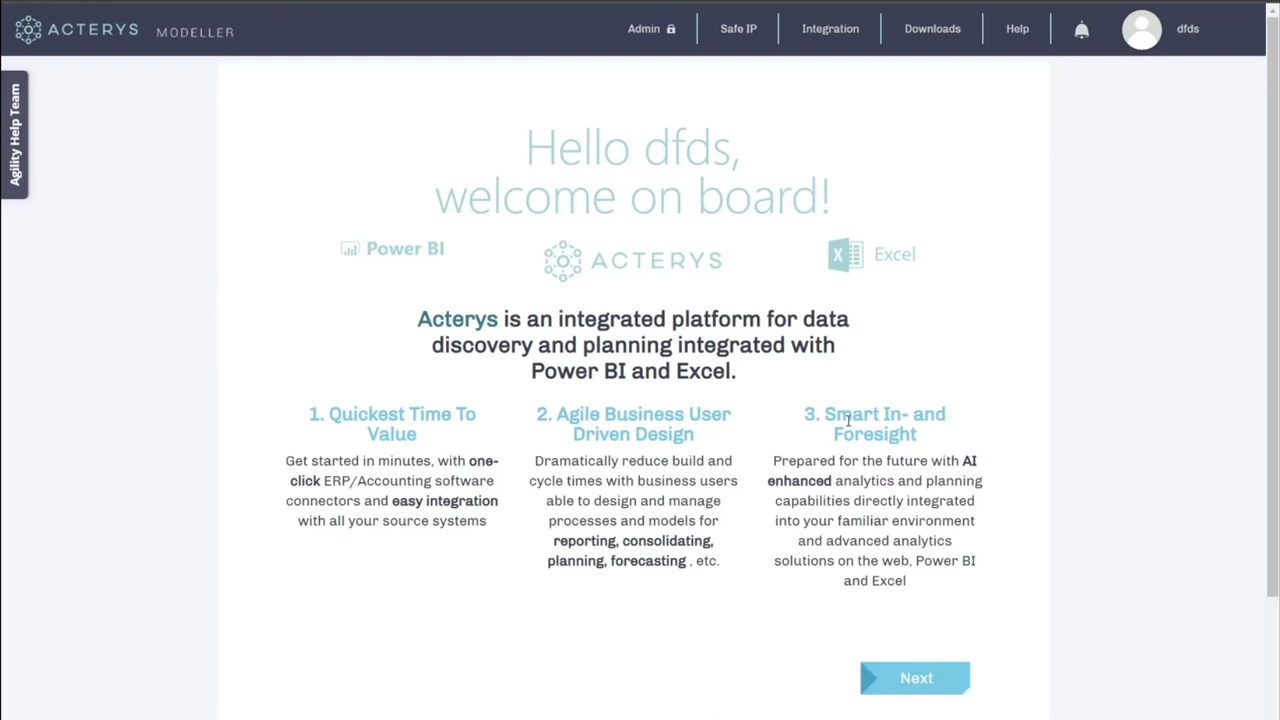 ACTERYS MODELLER
Admin
Safe IP
Integration
Downloads
Help
dfds
Agility Help Team
Hello dfds,
welcome on board!
Power BI
ACTERYS
Excel
Acterys is an integrated platform for data
discovery and planning integrated with
Power BI and Excel.
1. Quickest Time To
Value
Get started in minutes, with one-
click ERP/Accounting software
connectors and easy integration
with all your source systems
2. Agile Business User
Driven Design
Dramatically reduce build and
cycle times with business users
able to design and manage
processes and models for
reporting, consolidating,
planning, forecasting , etc.
3. Smart In- and
Foresight
Prepared for the future with AI
enhanced analytics and planning
capabilities directly integrated
into your familiar environment
and advanced analytics
solutions on the web, Power BI
and Excel
Next